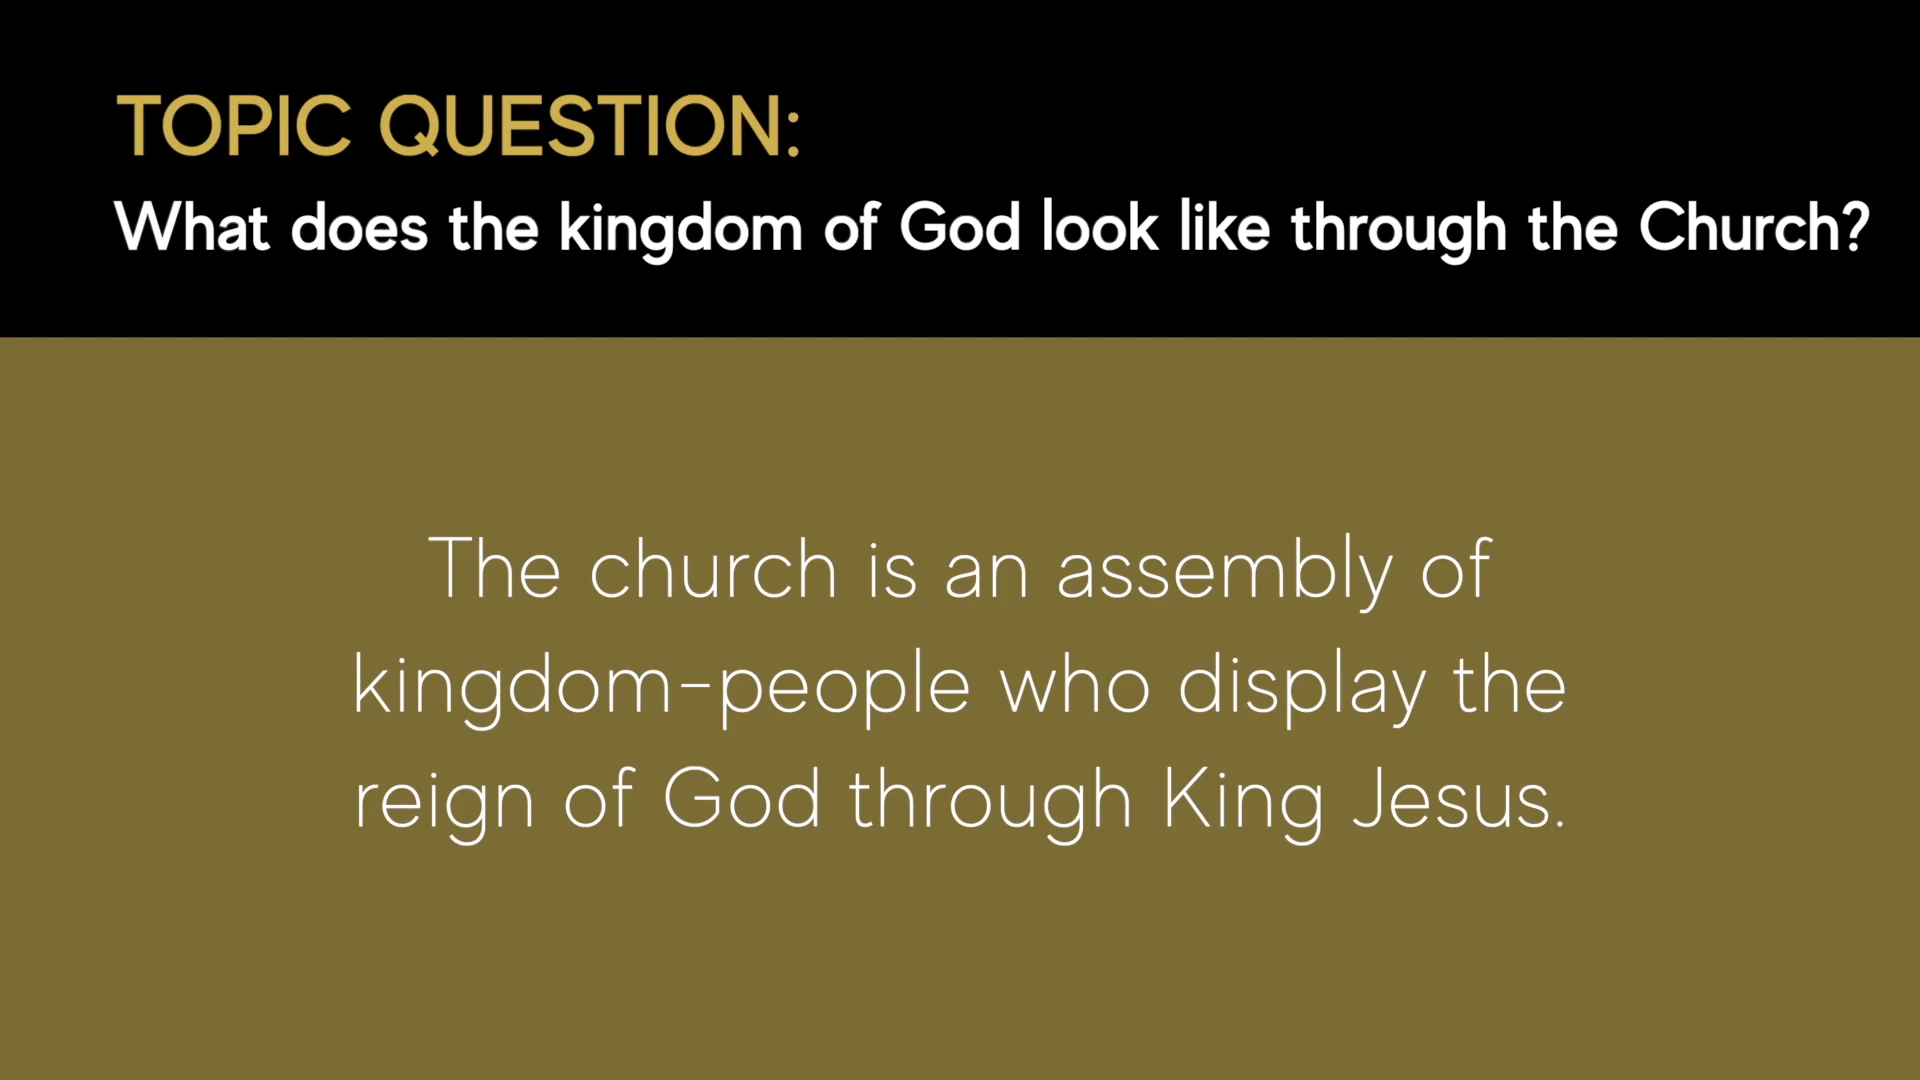 TOPIC QUESTION:
What does the kingdom of God look like through the Church?
The church is an assembly of
kingdom-people who display the
reign of God through King Jesus.